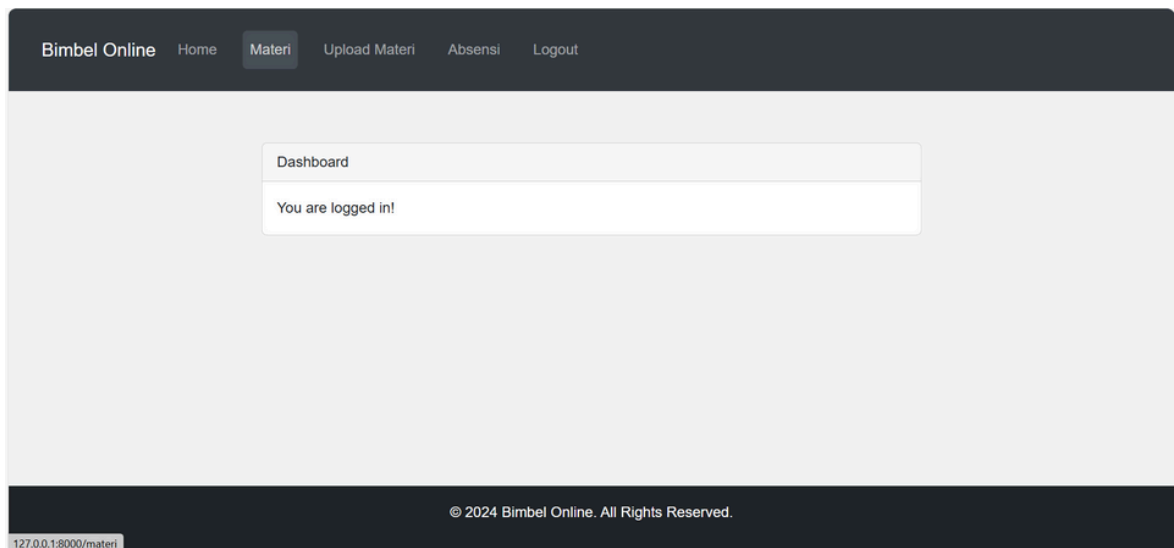 Bimbel Online Home Materi Upload Materi Absensi Logout
Dashboard
You are logged in!
© 2024 Bimbel Online. All Rights Reserved.
127.0.0.1:8000/materi